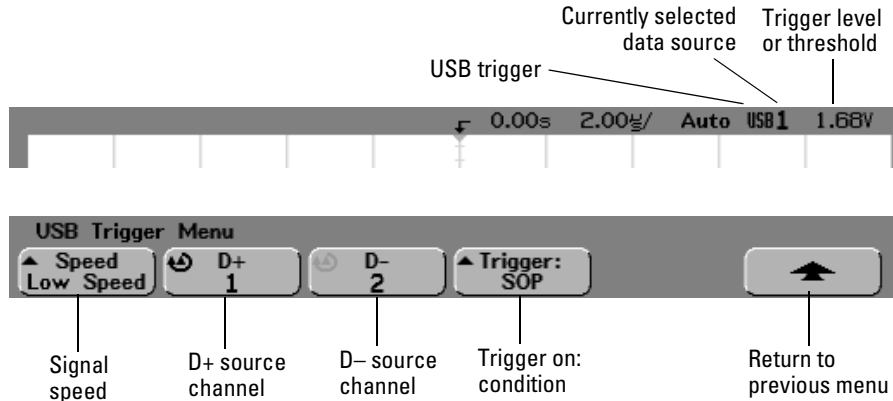 Currently selected
data source
Trigger level
or threshold
USB trigger
0.00s 2.00㎲/ Auto USB 1 1.68V
USB Trigger Menu
Speed
Low Speed
D+
1
D-
2
Trigger:
SOP
Signal
speed
D+ source
channel
D– source
channel
Trigger on:
condition
Return to
previous menu